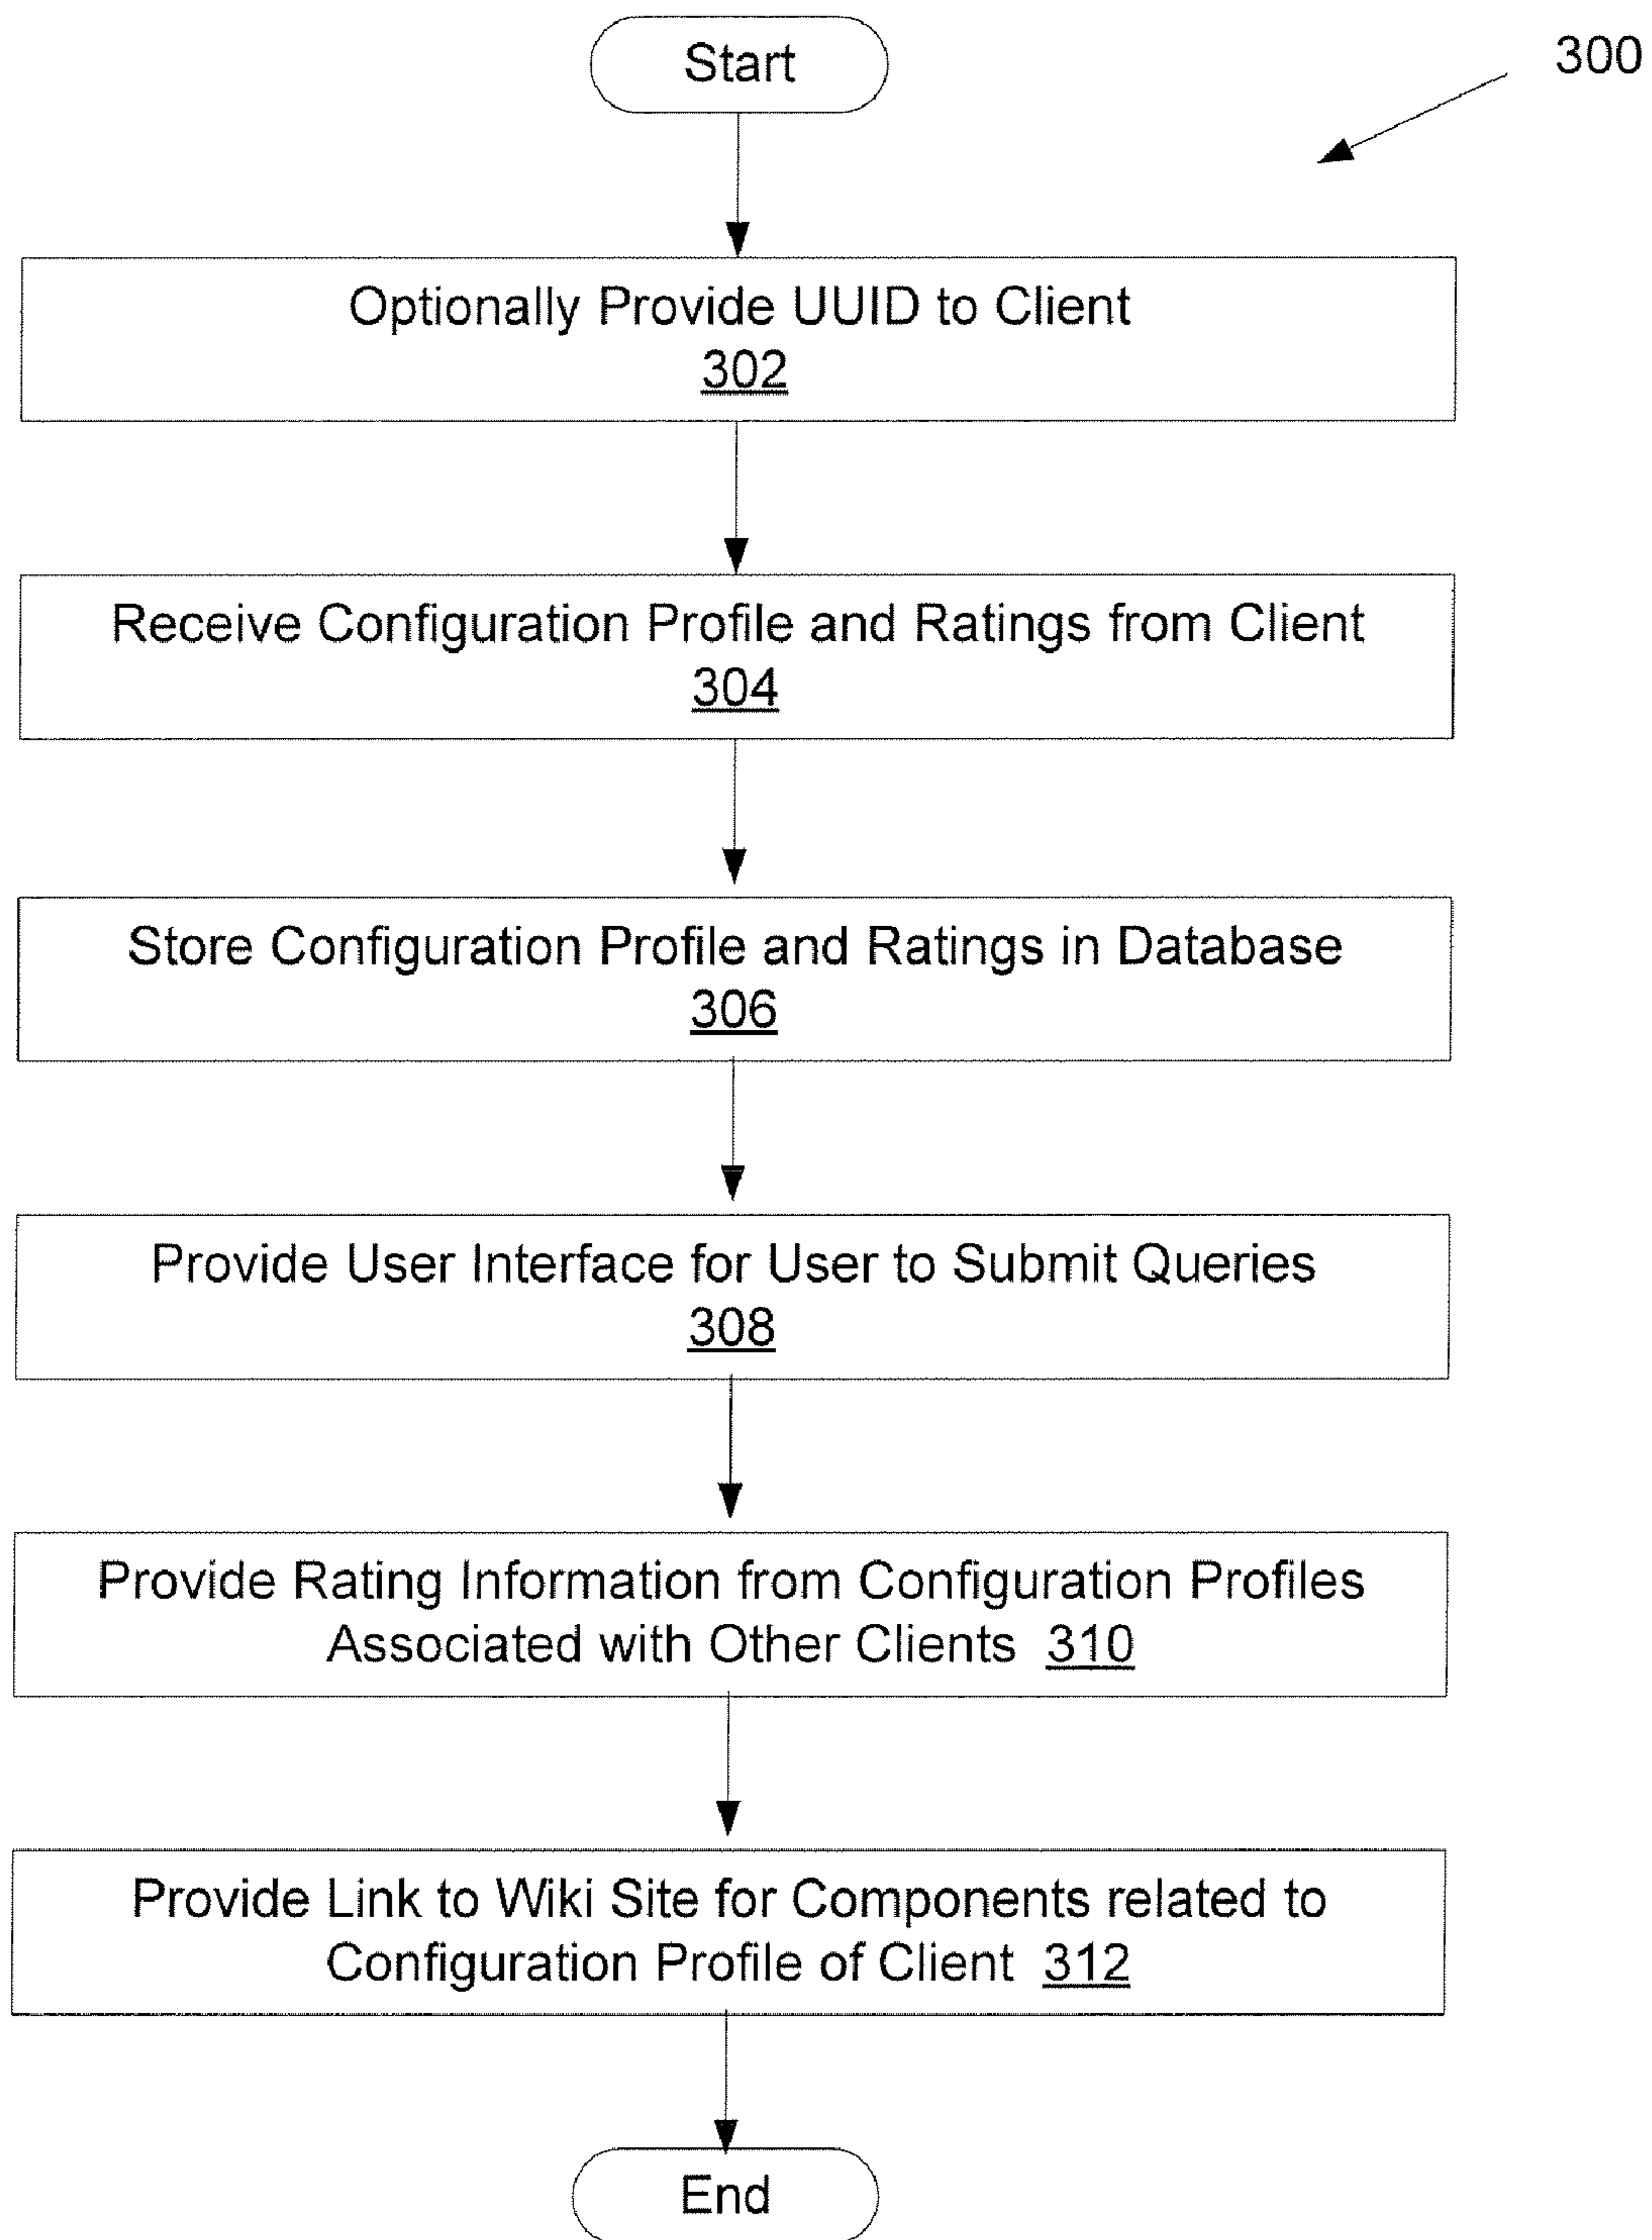 Start
300
Optionally Provide UUID to Client
302
Receive Configuration Profile and Ratings from Client
304
Store Configuration Profile and Ratings in Database
306
Provide User Interface for User to Submit Queries
308
Provide Rating Information from Configuration Profiles
Associated with Other Clients 310
Provide Link to Wiki Site for Components related to
Configuration Profile of Client 312
End